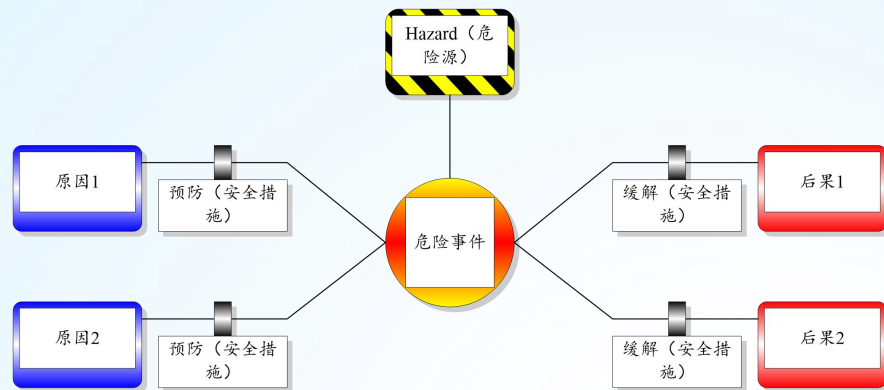 Hazard（危
险源）
原因1
预防（安全措
施）
危险事件
缓解（安全措
施）
后果1
原因2
预防（安全措
施）
缓解（安全措
施）
后果2